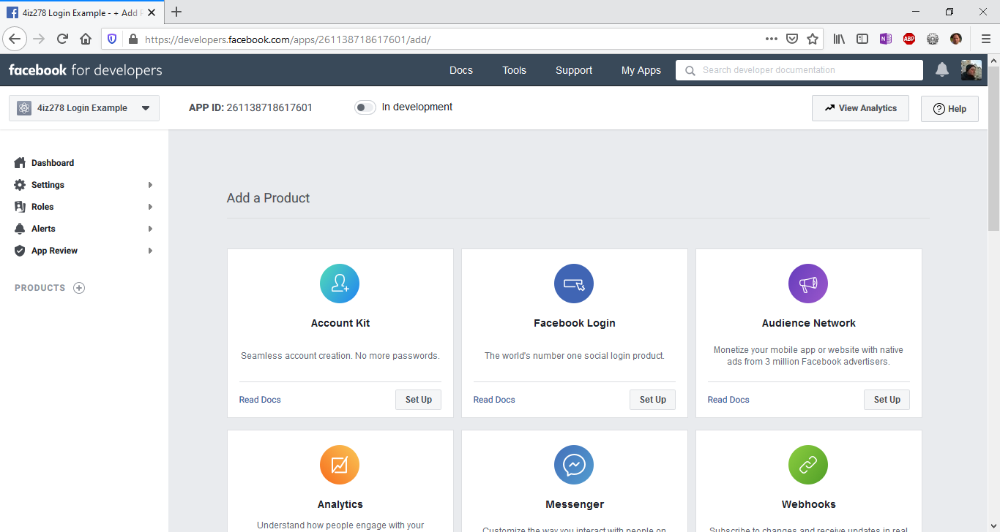 4iz278 Login Example - + Add
https://developers.facebook.com/apps/261138718617601/add/
N
ABP
facebook for developers
Docs
Tools
Support
My Apps
Search developer documentation
4iz278 Login Example
APP ID: 261138718617601
In development
View Analytics
Help
Dashboard
Settings
Roles
Alerts
App Review
PRODUCTS
Add a Product
Account Kit
Seamless account creation. No more passwords.
Read Docs
Set Up
Facebook Login
The world's number one social login product.
Read Docs
Set Up
Audience Network
Monetize your mobile app or website with native
ads from 3 million Facebook advertisers.
Read Docs
Set Up
Analytics
Understand how people engage with your
Messenger
Customize the way you interact with people on
Webhooks
Subscribe to changes and receive updates in real